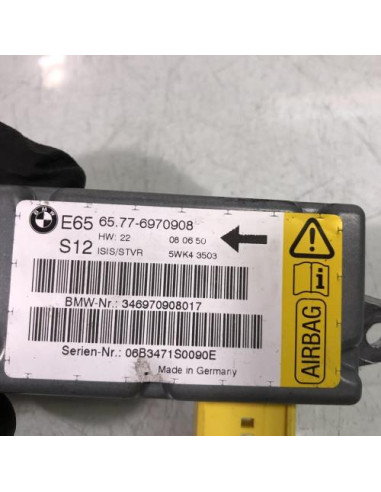 BMW
E65 65.77-6970908
HW: 22 08 06 50
S12 ISIS/STVR 5WK4 3503
BMW-Nr.: 346970908017
Serien-Nr.: 06B3471S0090E
Made in Germany
AIRBAG